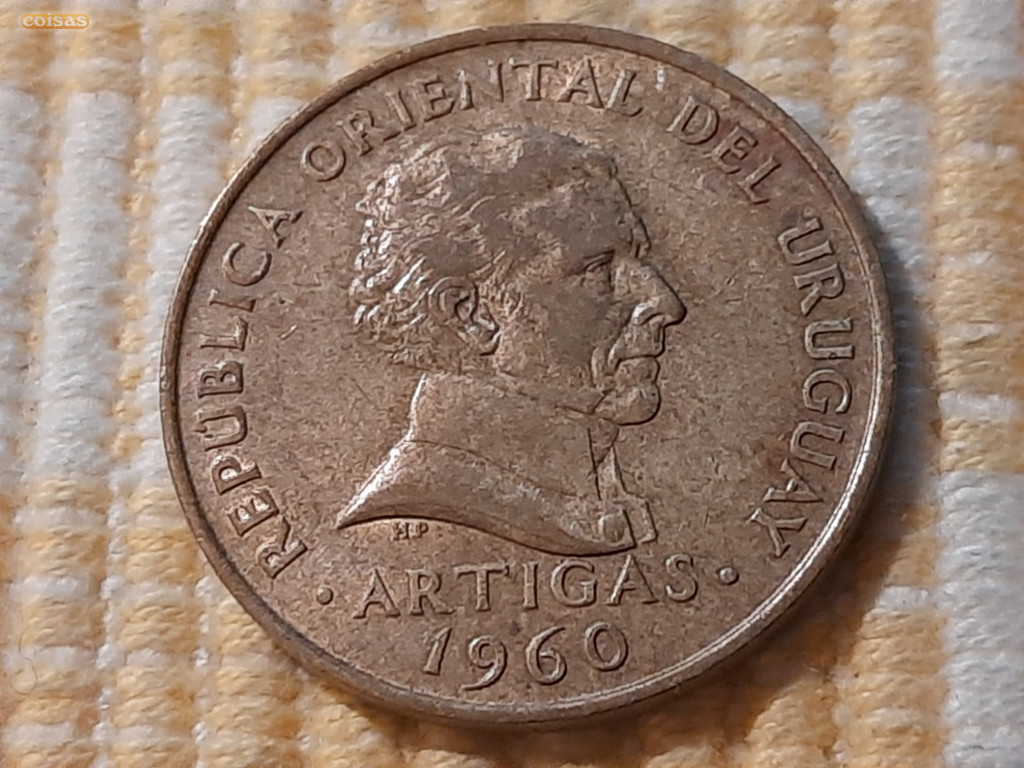 coisas
REPUBLICA ORIENTAL DEL URUGUAY
HP.
· ARTIGAS ·
1960